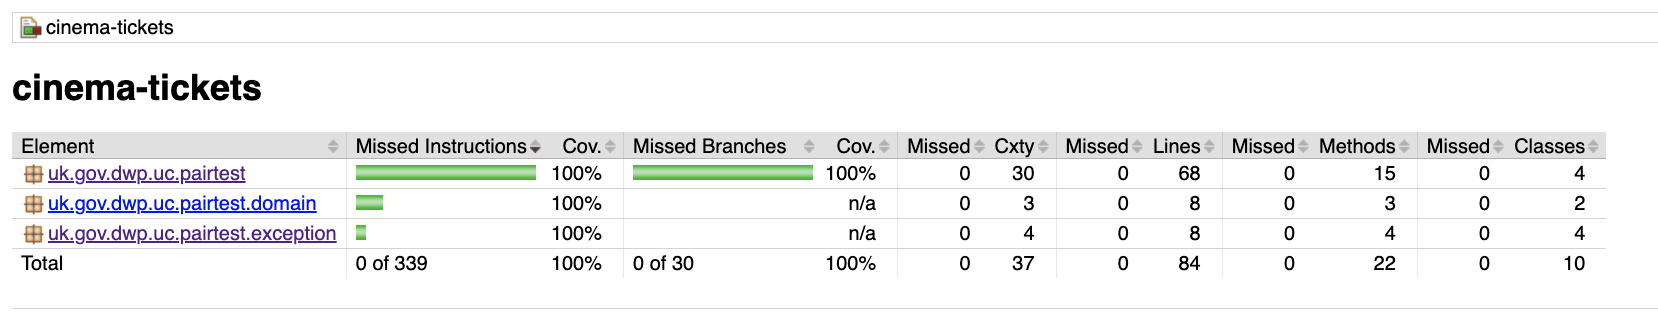 cinema-tickets
cinema-tickets
Element Missed Instructions Cov. Missed Branches Cov. Missed Cxty Missed Lines Missed Methods Missed Classes
uk.gov.dwp.uc.pairtest 100% 100% 0 30 0 68 0 15 0 4
uk.gov.dwp.uc.pairtest.domain 100% n/a 0 3 0 8 0 3 0 2
uk.gov.dwp.uc.pairtest.exception 100% n/a 0 4 0 8 0 4 0 4
Total 0 of 339 100% 0 of 30 100% 0 37 0 84 0 22 0 10